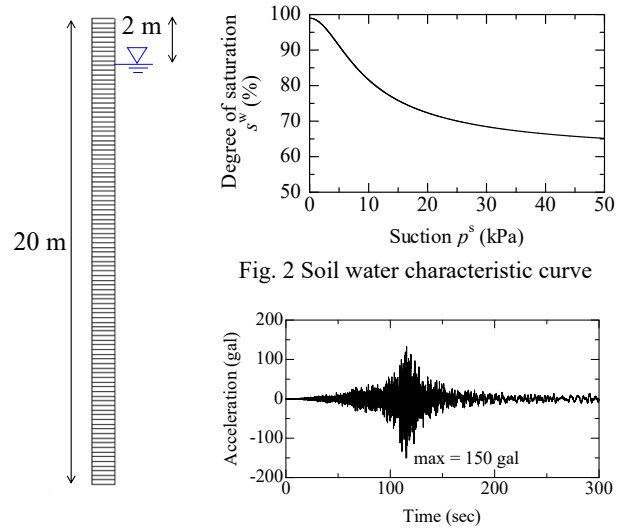 2 m
20 m
100
90
80
70
60
50
Degree of saturation
s^w (%)
0 10 20 30 40 50
Suction p^s (kPa)
Fig. 2 Soil water characteristic curve
200
100
0
-100
-200
Acceleration (gal)
max = 150 gal
0 100 200 300
Time (sec)